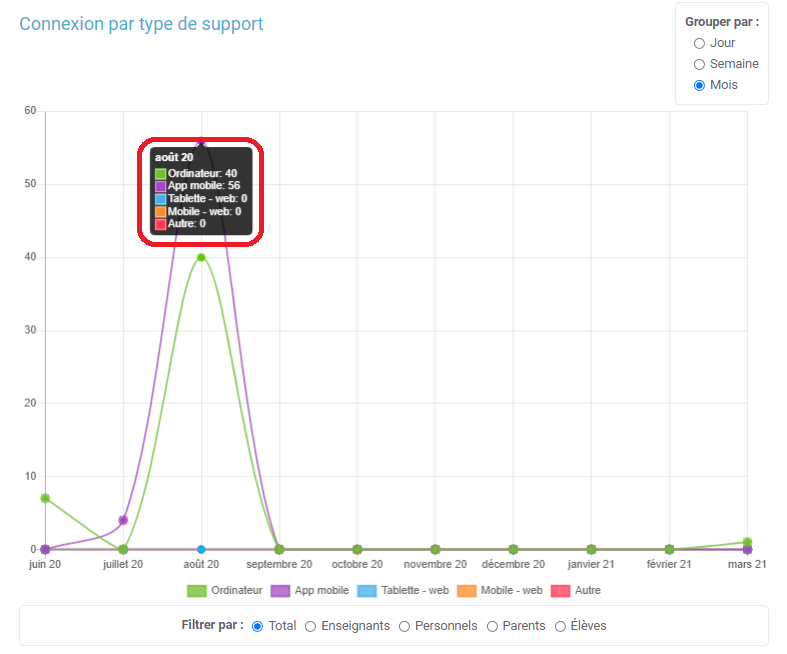 Connexion par type de support
Grouper par :
Jour
Semaine
Mois
60
50
40
30
20
10
0
août 20
Ordinateur: 40
App mobile: 56
Tablette - web: 0
Mobile - web: 0
Autre: 0
juin 20 juillet 20 août 20 septembre 20 octobre 20 novembre 20 décembre 20 janvier 21 février 21 mars 21
Ordinateur App mobile Tablette - web Mobile - web Autre
Filtrer par : Total Enseignants Personnels Parents Élèves